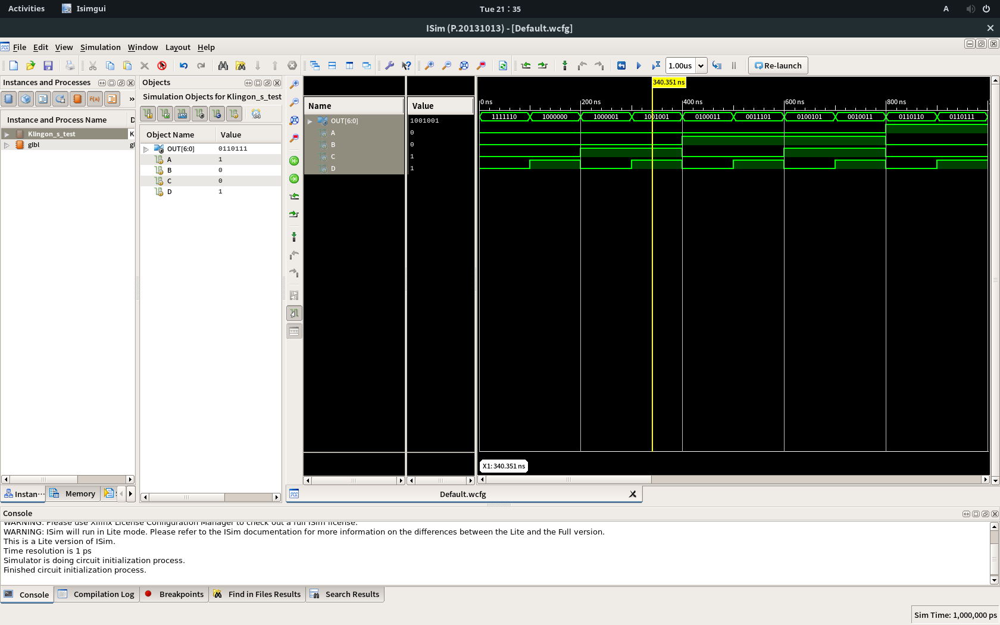 Activities
Isimgui
Tue 21:35
A
ISim (P.20131013) - [Default.wcfg]
File Edit View Simulation Window Layout Help
1.00us
Re-launch
Instances and Processes
F(x)
»
Instance and Process Name
D
Klingon_s_test
K
glbl
gl
Instan···
Memory
Objects
Simulation Objects for Klingon_s_test
Object Name Value
OUT[6:0] 0110111
A 1
B 0
C 0
D 1
Name Value
OUT[6:0] 1001001
A 0
B 0
C 1
D 1
340.351 ns
0 ns 200 ns 400 ns 600 ns 800 ns
1111110 1000000 1000001 1001001 0100011 0011101 0100101 0010011 0110110 0110111
X1: 340.351 ns
Default.wcfg
Console
WARNING: Please use Xilinx License Configuration Manager to check out a full ISim license.
WARNING: ISim will run in Lite mode. Please refer to the ISim documentation for more information on the differences between the Lite and the Full version.
This is a Lite version of ISim.
Time resolution is 1 ps
Simulator is doing circuit initialization process.
Finished circuit initialization process.
Console
Compilation Log
Breakpoints
Find in Files Results
Search Results
Sim Time: 1,000,000 ps